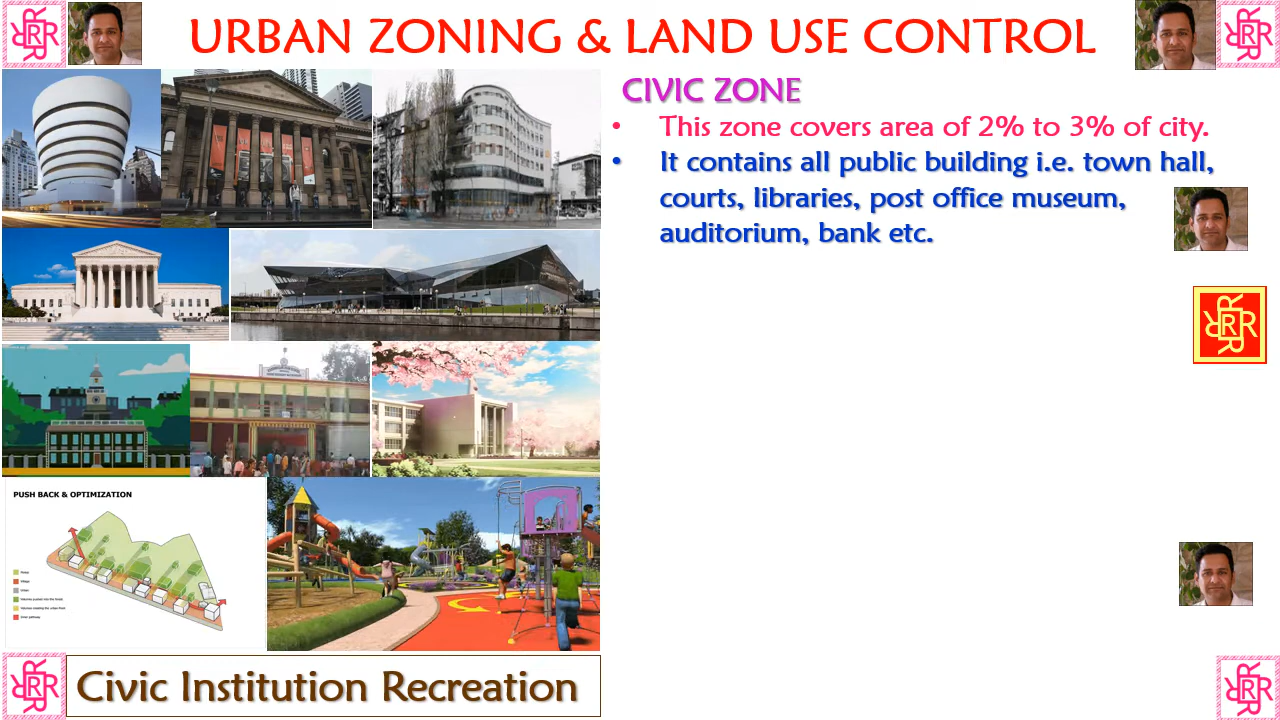 URBAN ZONING & LAND USE CONTROL
CIVIC ZONE
• This zone covers area of 2% to 3% of city.
• It contains all public building i.e. town hall,
courts, libraries, post office museum,
auditorium, bank etc.
PUSH BACK & OPTIMIZATION
Civic Institution Recreation